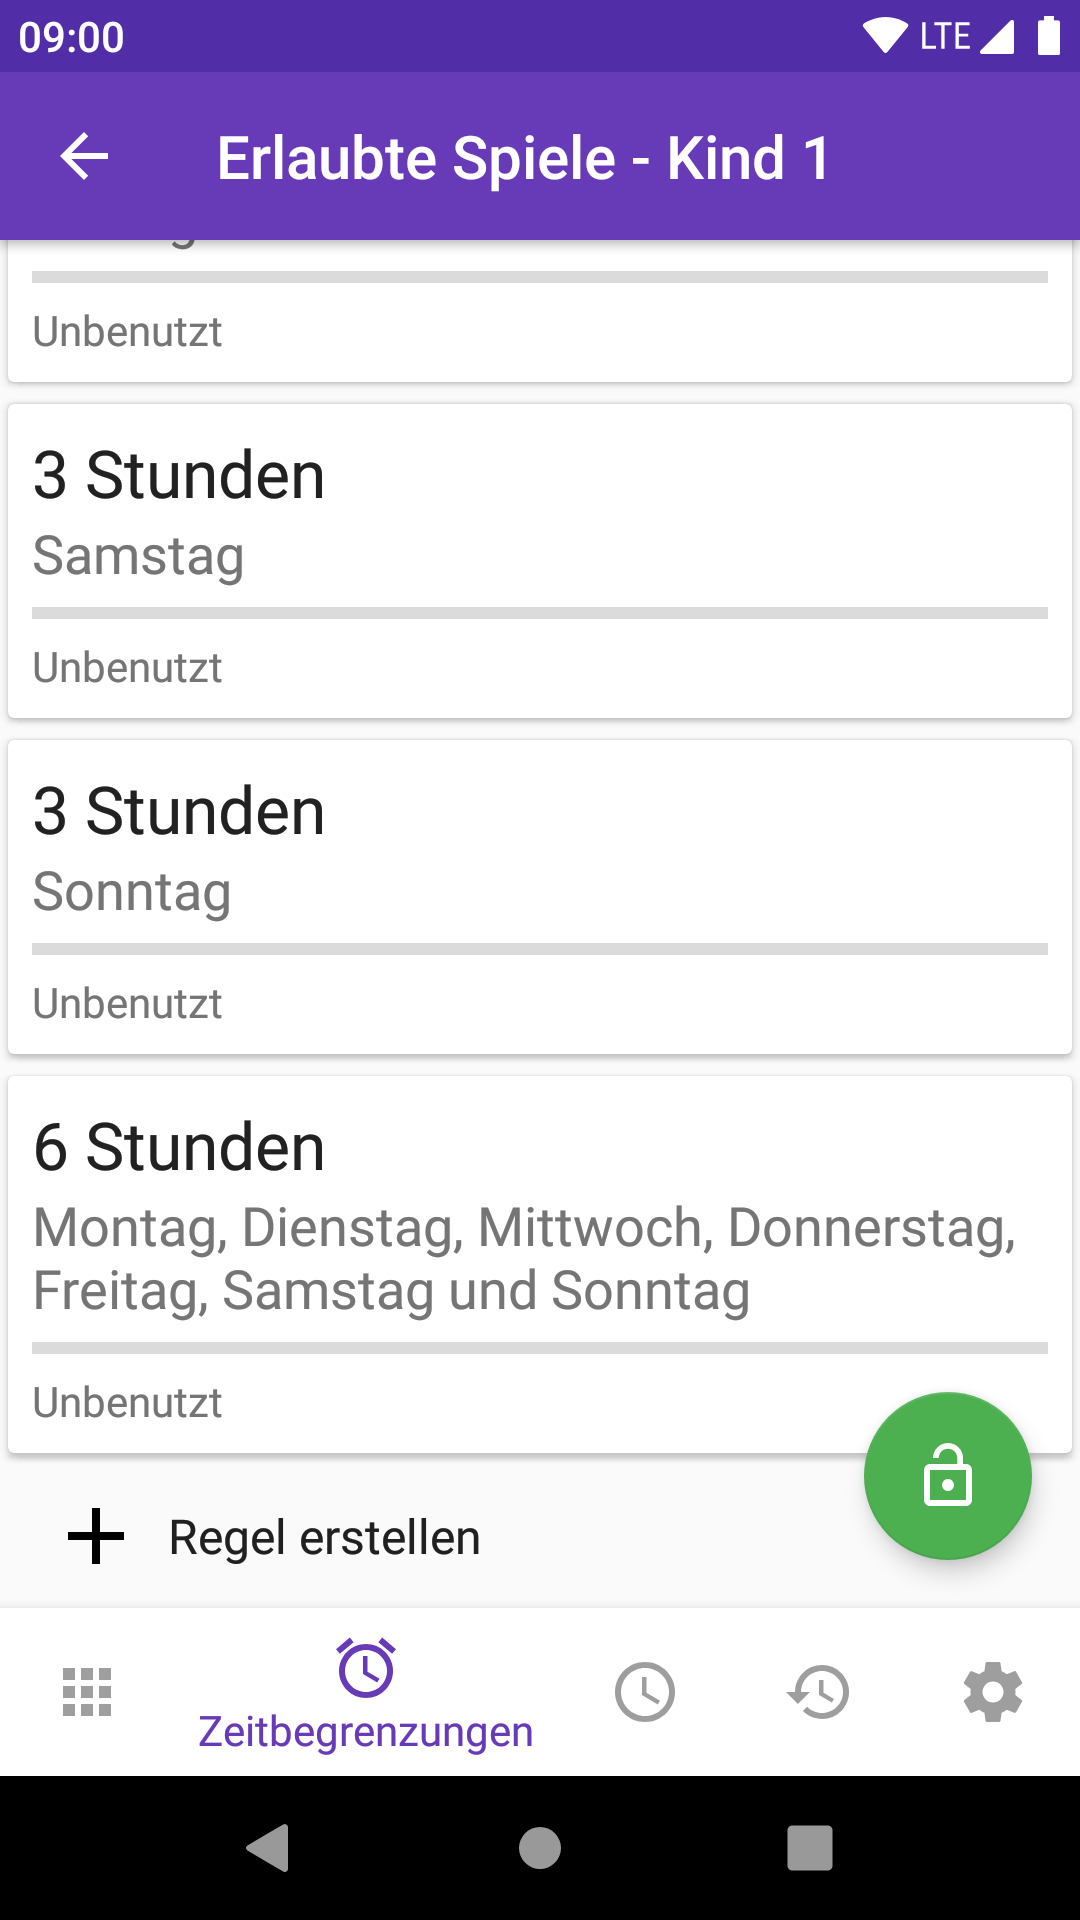 09:00
LTE
Erlaubte Spiele - Kind 1
Unbenutzt
3 Stunden
Samstag
Unbenutzt
3 Stunden
Sonntag
Unbenutzt
6 Stunden
Montag, Dienstag, Mittwoch, Donnerstag,
Freitag, Samstag und Sonntag
Unbenutzt
Regel erstellen
Zeitbegrenzungen